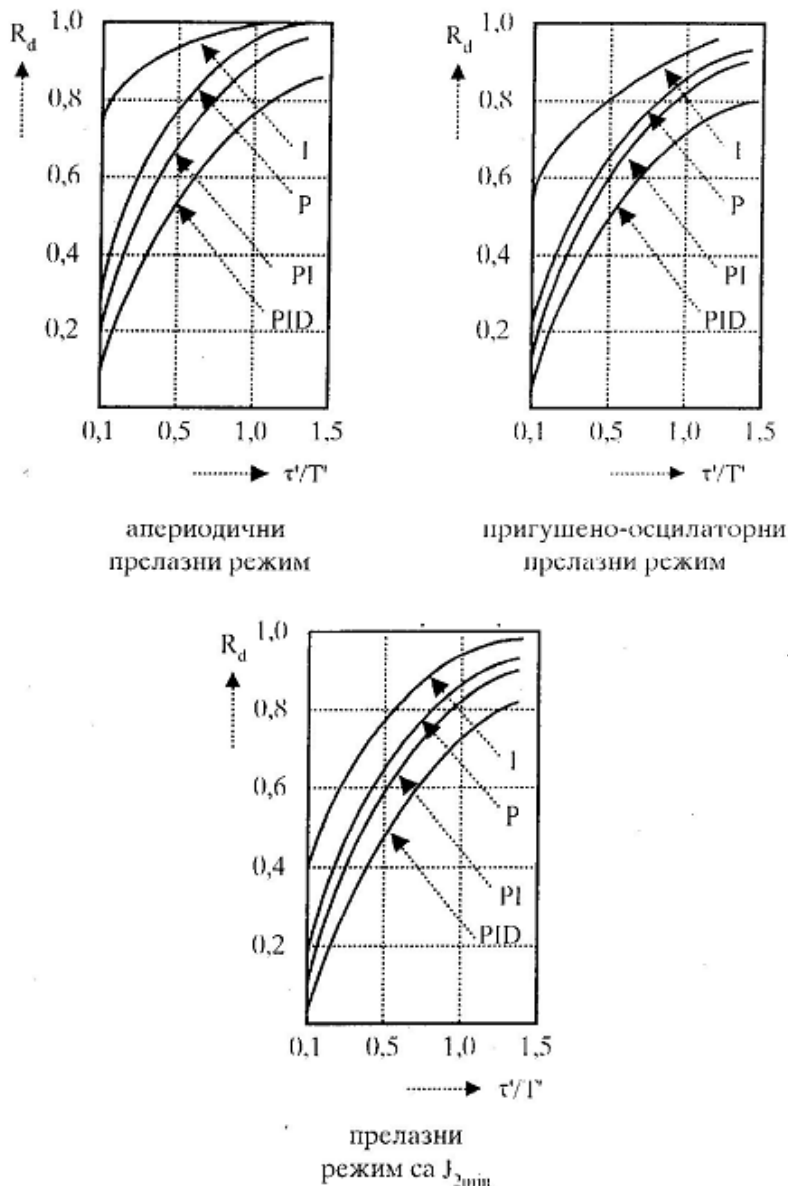 R_d
1,0
0,8
0,6
0,4
0,2
I
P
PI
PID
0,1 0,5 1,0 1,5
τ'/T'
апериодични
прелазни режим
R_d
1,0
0,8
0,6
0,4
0,2
I
P
PI
PID
0,1 0,5 1,0 1,5
τ'/T'
пригушено-осцилаторни
прелазни режим
R_d
1,0
0,8
0,6
0,4
0,2
I
P
PI
PID
0,1 0,5 1,0 1,5
τ'/T'
прелазни
режим са J_2min